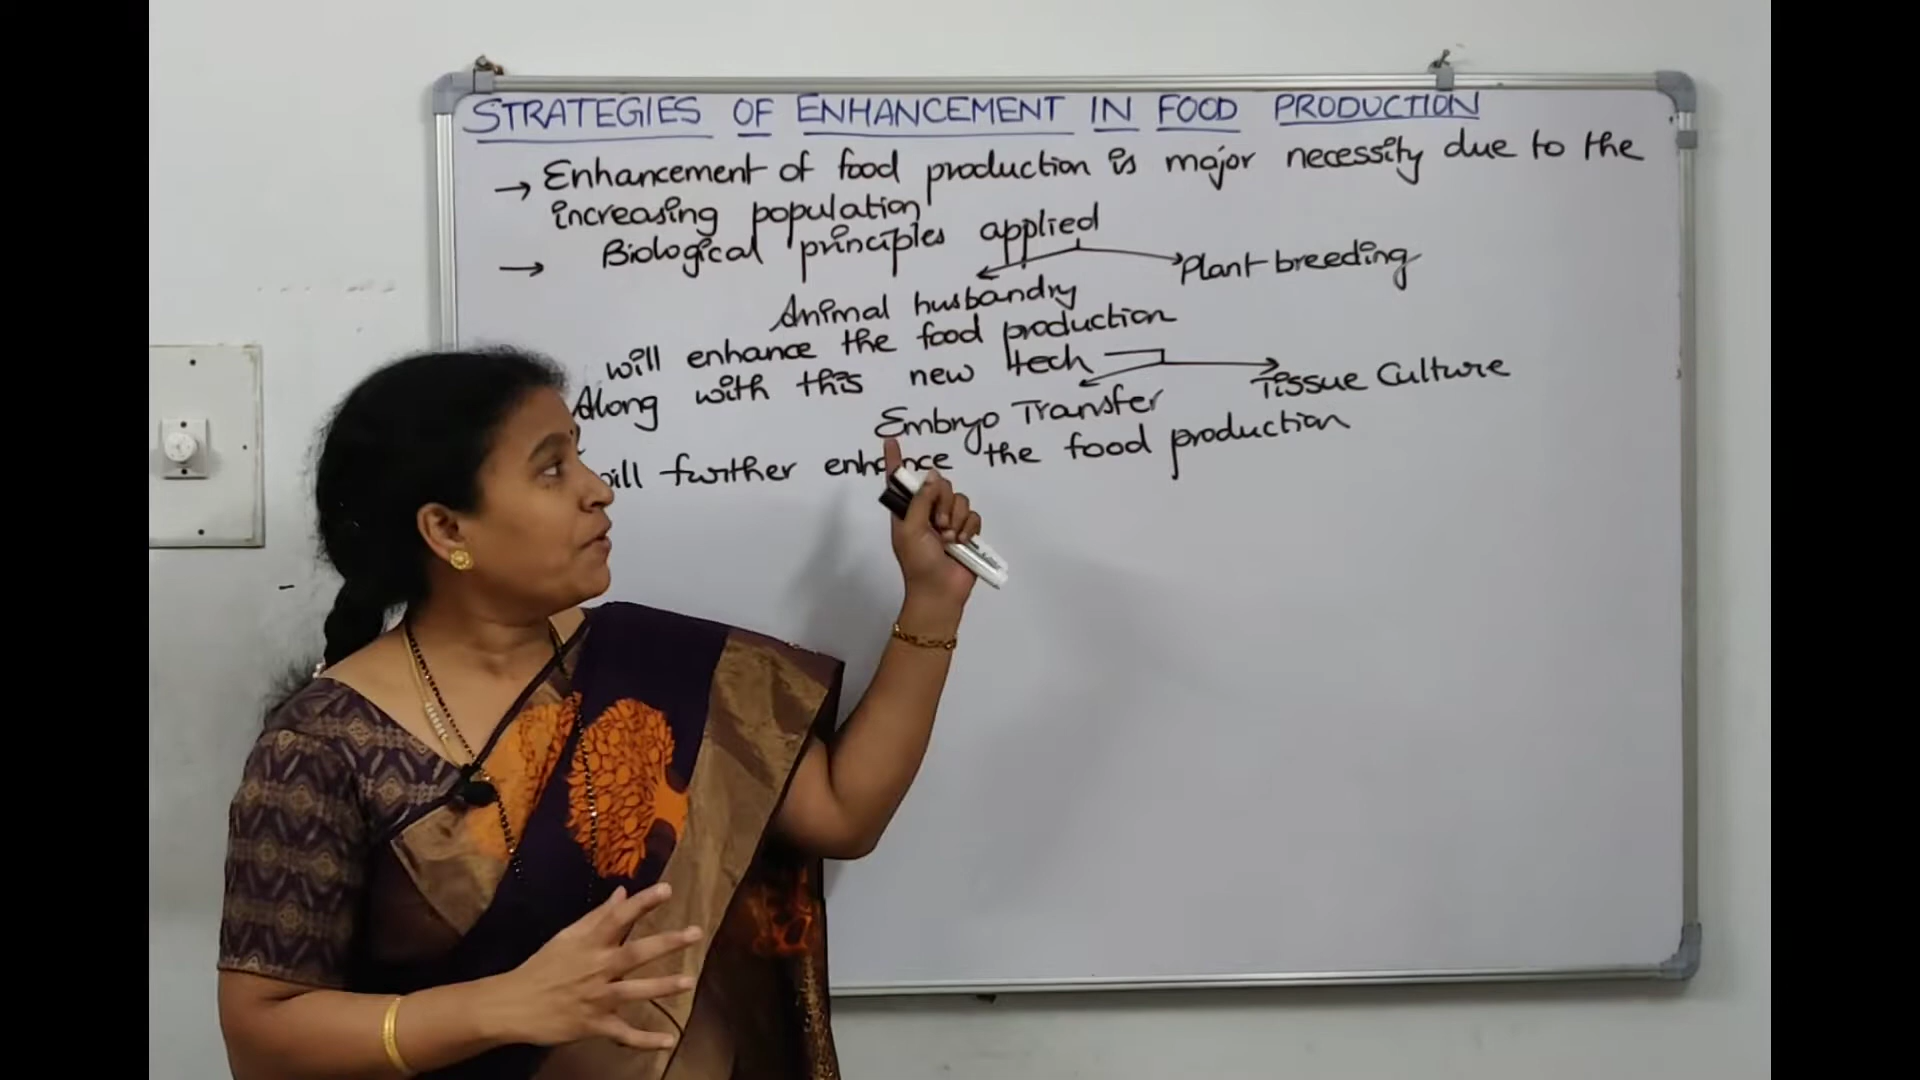 STRATEGIES OF ENHANCEMENT IN FOOD PRODUCTION
→ Enhancement of food production is major necessity due to the
increasing population
→ Biological principles applied
Plant breeding
Animal husbandry
will enhance the food production
Along with this new tech
Tissue Culture
Embryo Transfer
further enhance the food production